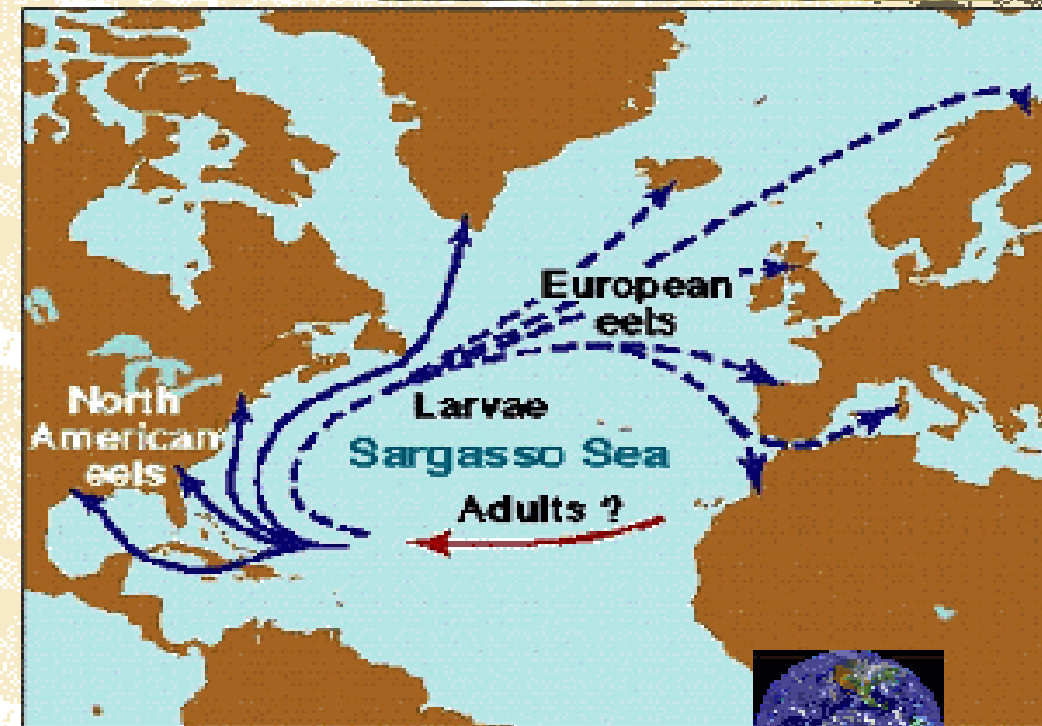 European
eels
North
American
eels
Larvae
Sargasso Sea
Adults ?